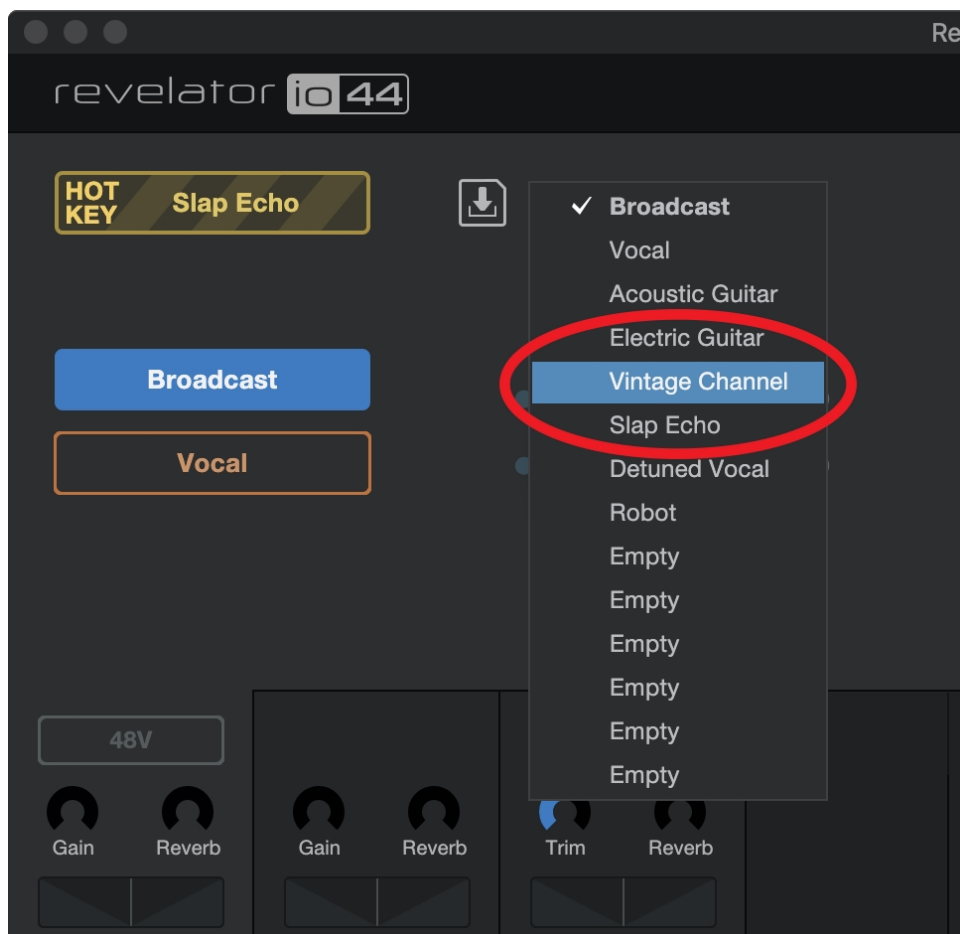 Re
revelator io 44
HOT
KEY
Slap Echo
Broadcast
Vocal
✓ Broadcast
Vocal
Acoustic Guitar
Electric Guitar
Vintage Channel
Slap Echo
Detuned Vocal
Robot
Empty
Empty
Empty
Empty
Empty
Empty
48V
Gain
Reverb
Gain
Reverb
Trim
Reverb